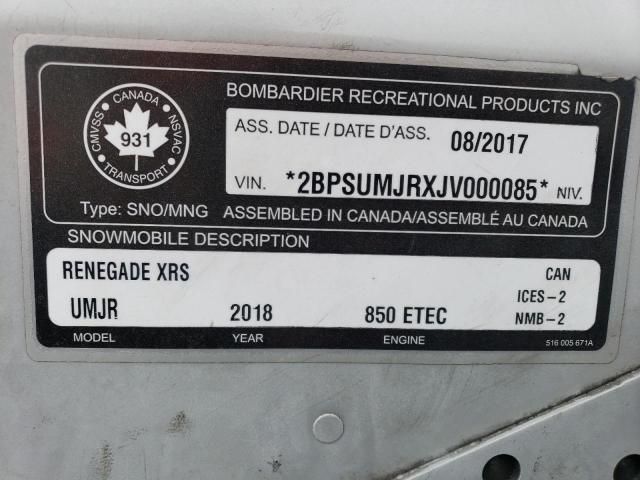 CANADA
CMVSS
NSVAC
931
TRANSPORT
BOMBARDIER RECREATIONAL PRODUCTS INC
ASS. DATE / DATE D'ASS. 08/2017
VIN. *2BPSUMJRXJV000085* NIV.
Type: SNO/MNG ASSEMBLED IN CANADA/ASSEMBLÉ AU CANADA
SNOWMOBILE DESCRIPTION
RENEGADE XRS CAN
ICES-2
UMJR 2018 850 ETEC NMB-2
MODEL YEAR ENGINE 516 005 671A